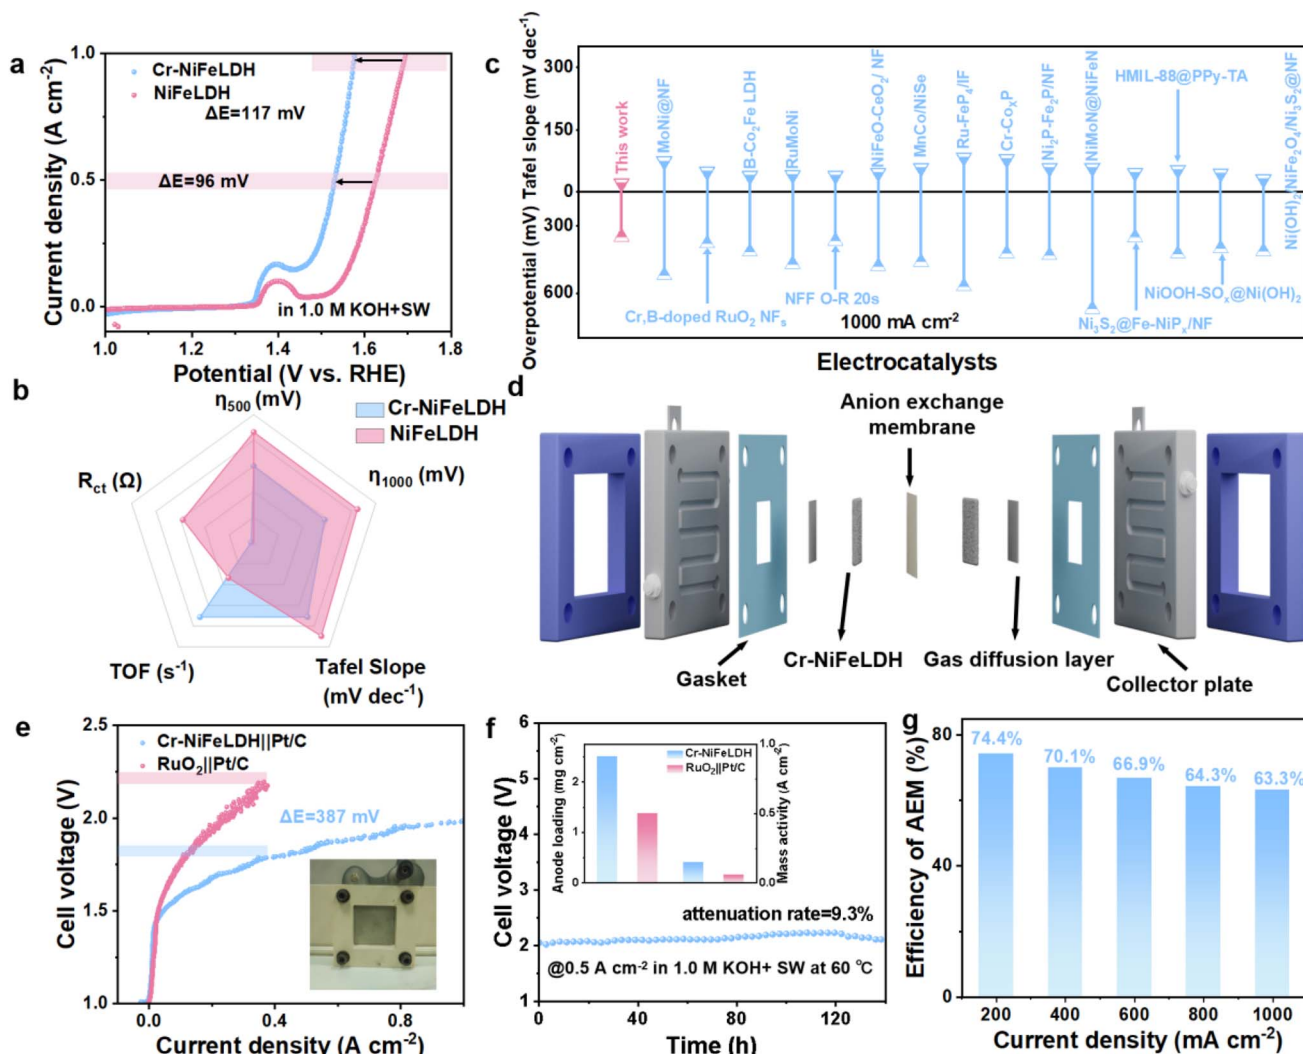 a
Current density (A cm⁻²)
1.0
0.5
0.0
Cr-NiFeLDH
NiFeLDH
ΔE=117 mV
ΔE=96 mV
in 1.0 M KOH+SW
1.0 1.2 1.4 1.6 1.8
Potential (V vs. RHE)
b
η₅₀₀ (mV)
Cr-NiFeLDH
NiFeLDH
η₁₀₀₀ (mV)
R_ct (Ω)
TOF (s⁻¹)
Tafel Slope
(mV dec⁻¹)
c
Overpotential (mV) Tafel slope (mV dec⁻¹)
300
150
0
300
600
This work
MoNi@NF
Cr,B-doped RuO₂ NFₛ
B-Co₂Fe LDH
RuMoNi
NFF O-R 20s
NiFeO-CeO₂/ NF
MnCo/NiSe
Ru-FeP₄/IF
Cr-CoₓP
Ni₂P-Fe₂P/NF
NiMoN@NiFeN
Ni₃S₂@Fe-NiPₓ/NF
HMIL-88@PPy-TA
NiOOH-SOₓ@Ni(OH)₂
Ni(OH)₂/NiFe₂O₄/Ni₃S₂@NF
1000 mA cm⁻²
Electrocatalysts
d
Anion exchange
membrane
Gasket
Cr-NiFeLDH
Gas diffusion layer
Collector plate
e
Cell voltage (V)
2.5
2.0
1.5
1.0
Cr-NiFeLDH||Pt/C
RuO₂||Pt/C
ΔE=387 mV
0.0 0.4 0.8
Current density (A cm⁻²)
f
Cell voltage (V)
6
5
4
3
2
1
Anode loading (mg cm⁻²)
2
1
1
0
Cr-NiFeLDH
RuO₂||Pt/C
1.0
0.5
0.0
Mass activity (A cm⁻²)
attenuation rate=9.3%
@0.5 A cm⁻² in 1.0 M KOH+ SW at 60 ℃
0 40 80 120
Time (h)
g
Efficiency of AEM (%)
80
40
0
74.4%
70.1%
66.9%
64.3%
63.3%
200 400 600 800 1000
Current density (mA cm⁻²)